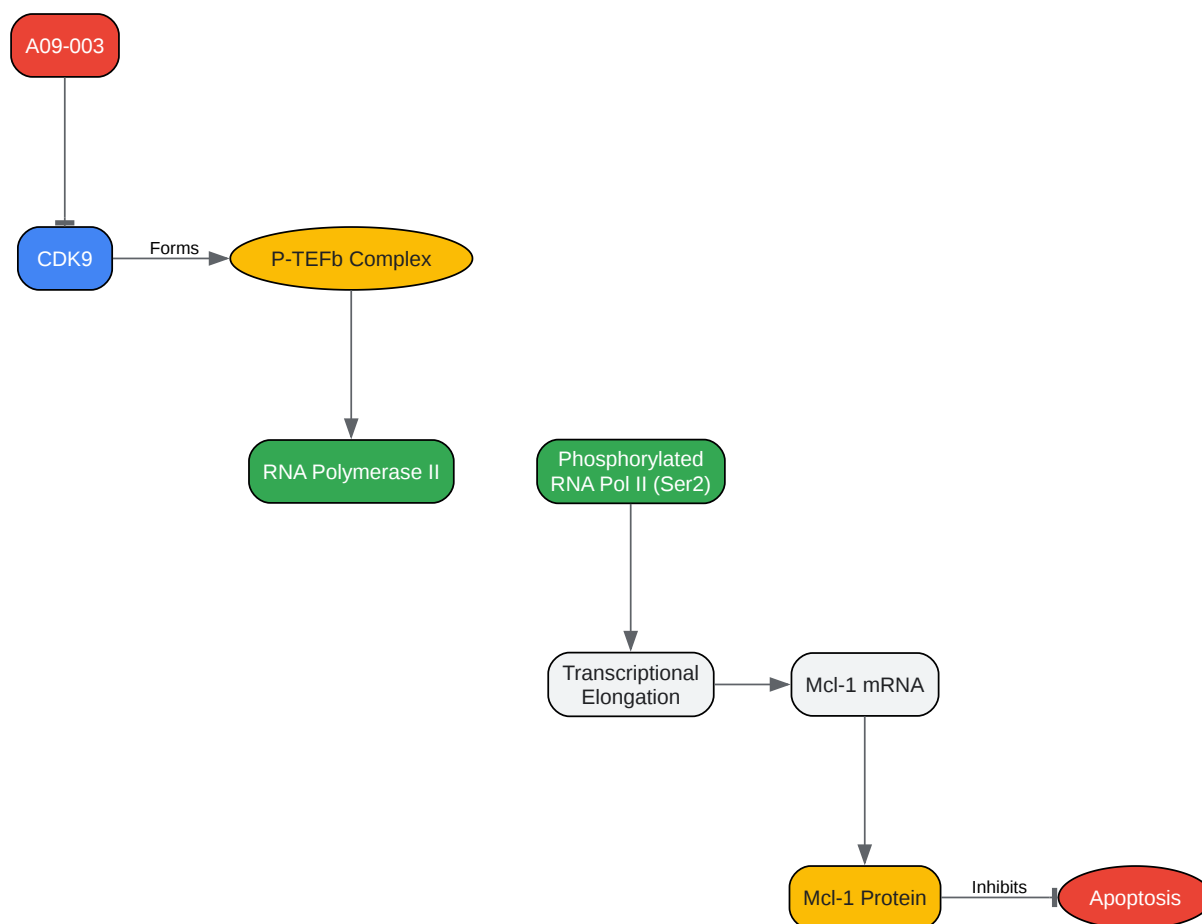 A09-003
Forms
CDK9
P-TEFb Complex
RNA Polymerase II
Phosphorylated
RNA Pol II (Ser2)
Transcriptional
Elongation
Mcl-1 mRNA
Inhibits
Mcl-1 Protein
Apoptosis